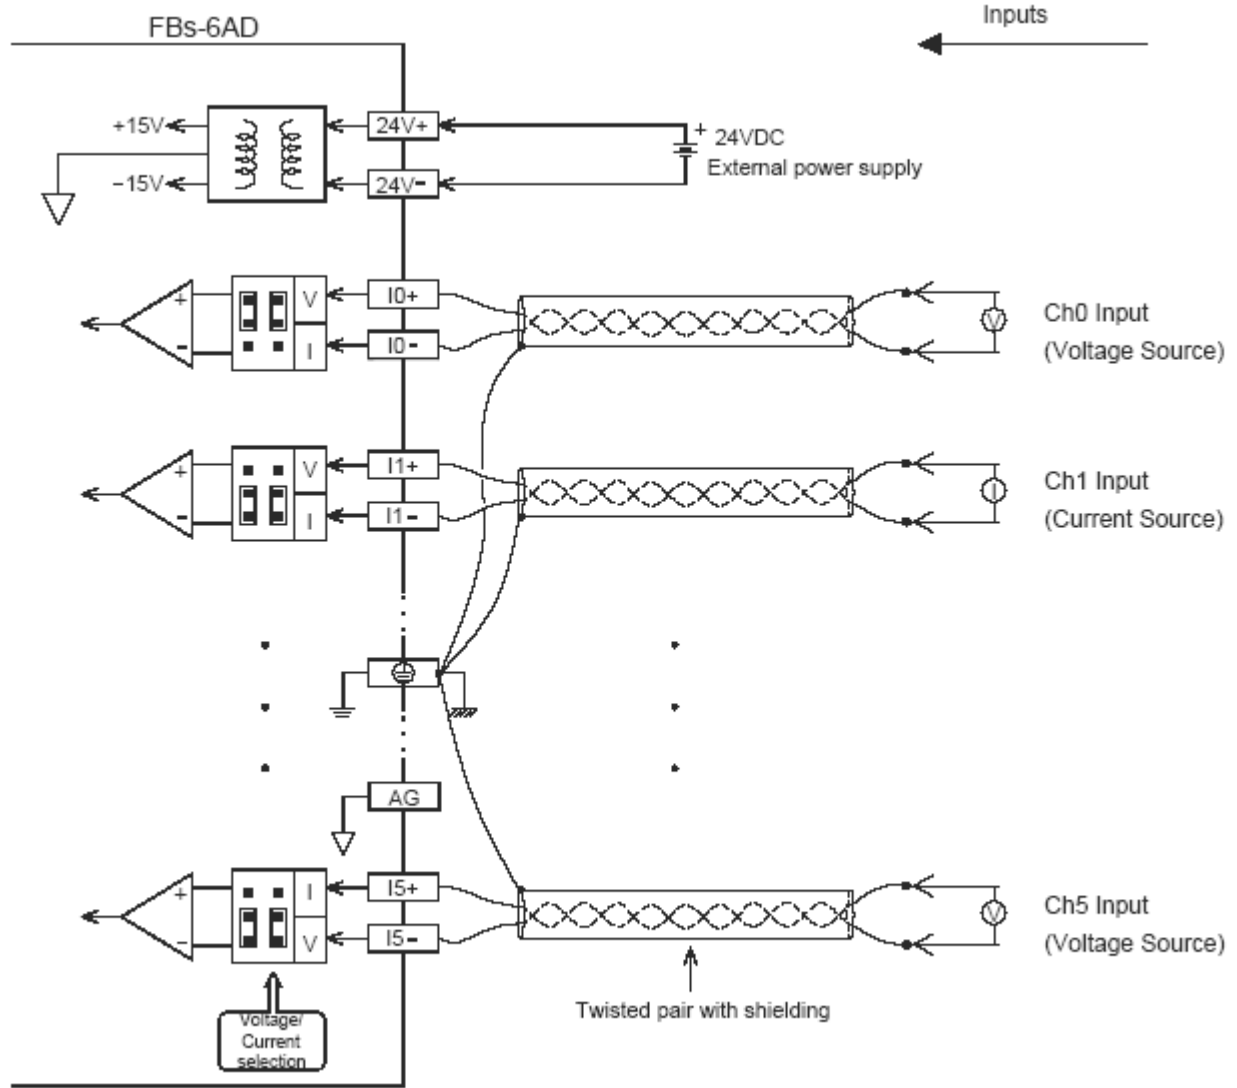 FBs-6AD
Inputs
+15V
24V+
+
24VDC
External power supply
-15V
24V-
+
V
I0+
-
I
I0-
V
Ch0 Input
(Voltage Source)
+
V
I1+
-
I
I1-
I
Ch1 Input
(Current Source)
AG
+
I
I5+
-
V
I5-
V
Ch5 Input
(Voltage Source)
Twisted pair with shielding
Voltage/
Current
selection